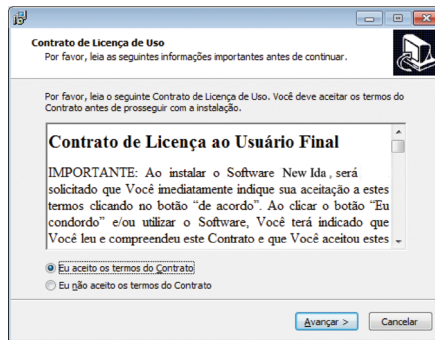 Contrato de Licença de Uso
Por favor, leia as seguintes informações importantes antes de continuar.
Por favor, leia o seguinte Contrato de Licença de Uso. Você deve aceitar os termos do
Contrato antes de prosseguir com a instalação.
Contrato de Licença ao Usuário Final
IMPORTANTE: Ao instalar o Software New Ida , será
solicitado que Você imediatamente indique sua aceitação a estes
termos clicando no botão “de acordo”. Ao clicar o botão “Eu
condordo” e/ou utilizar o Software, Você terá indicado que
Você leu e compreendeu este Contrato e que Você aceitou estes
Eu aceito os termos do Contrato
Eu não aceito os termos do Contrato
Avançar >
Cancelar